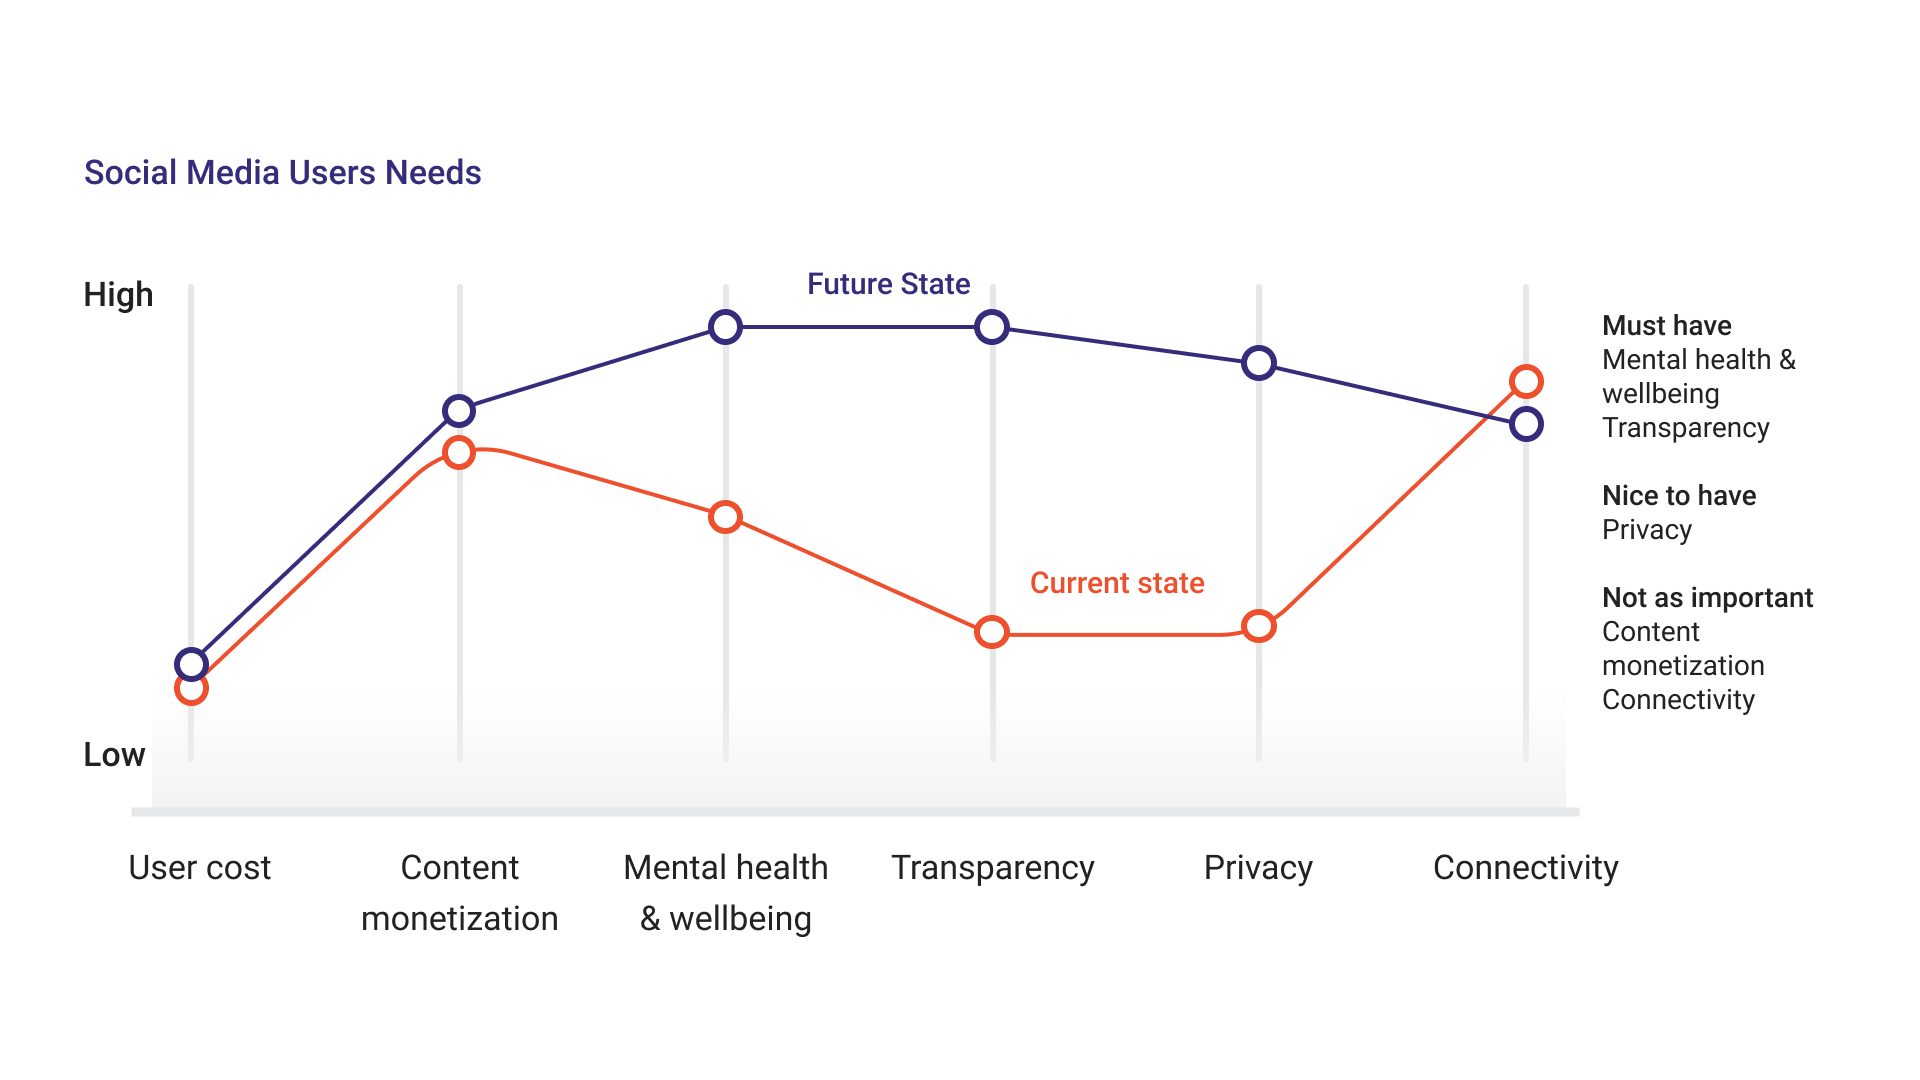 Social Media Users Needs
High
Future State
Current state
Low
User cost
Content
monetization
Mental health
& wellbeing
Transparency
Privacy
Connectivity
Must have
Mental health &
wellbeing
Transparency
Nice to have
Privacy
Not as important
Content
monetization
Connectivity